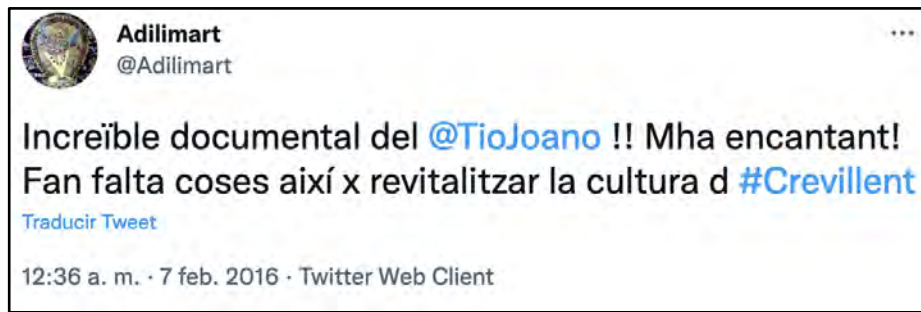 Adilimart
@Adilimart
Increïble documental del @TioJoano !! Mha encantant!
Fan falta coses així x revitalitzar la cultura d #Crevillent
Traducir Tweet
12:36 a. m. · 7 feb. 2016 · Twitter Web Client